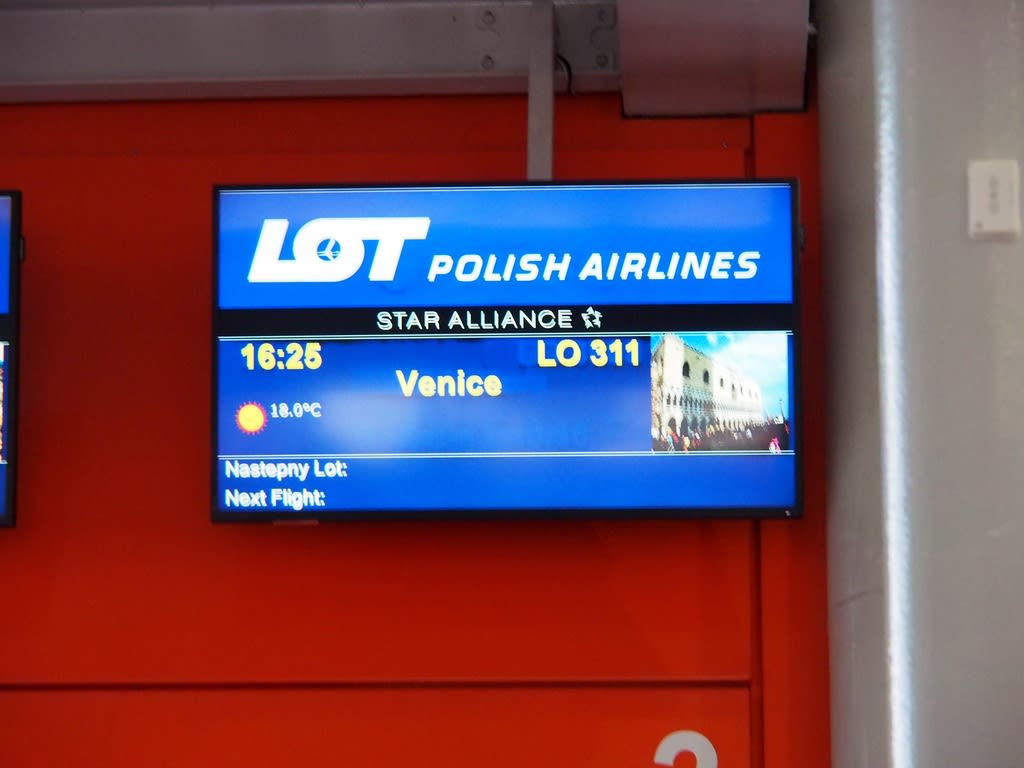 LOT POLISH AIRLINES
STAR ALLIANCE
16:25 LO 311
Venice
18.0°C
Nastepny Lot:
Next Flight: